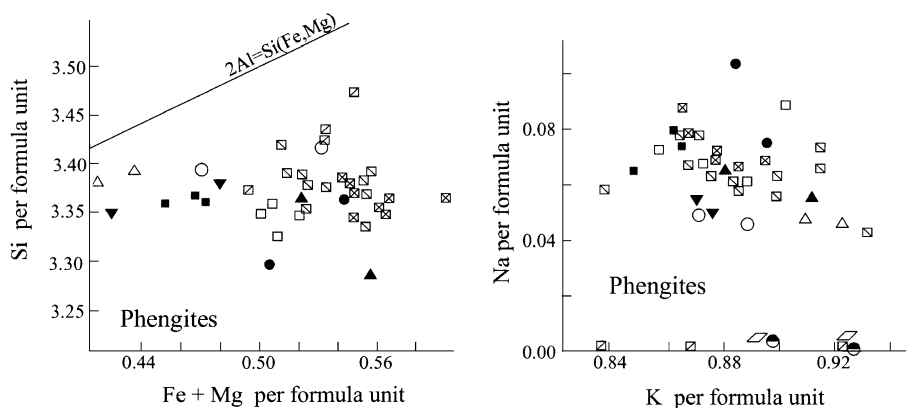 2Al=Si(Fe,Mg)
Si per formula unit
3.50
3.45
3.40
3.35
3.30
3.25
Phengites
0.44
0.50
0.56
Fe + Mg per formula unit
Na per formula unit
0.08
0.04
0.00
Phengites
0.84
0.88
0.92
K per formula unit